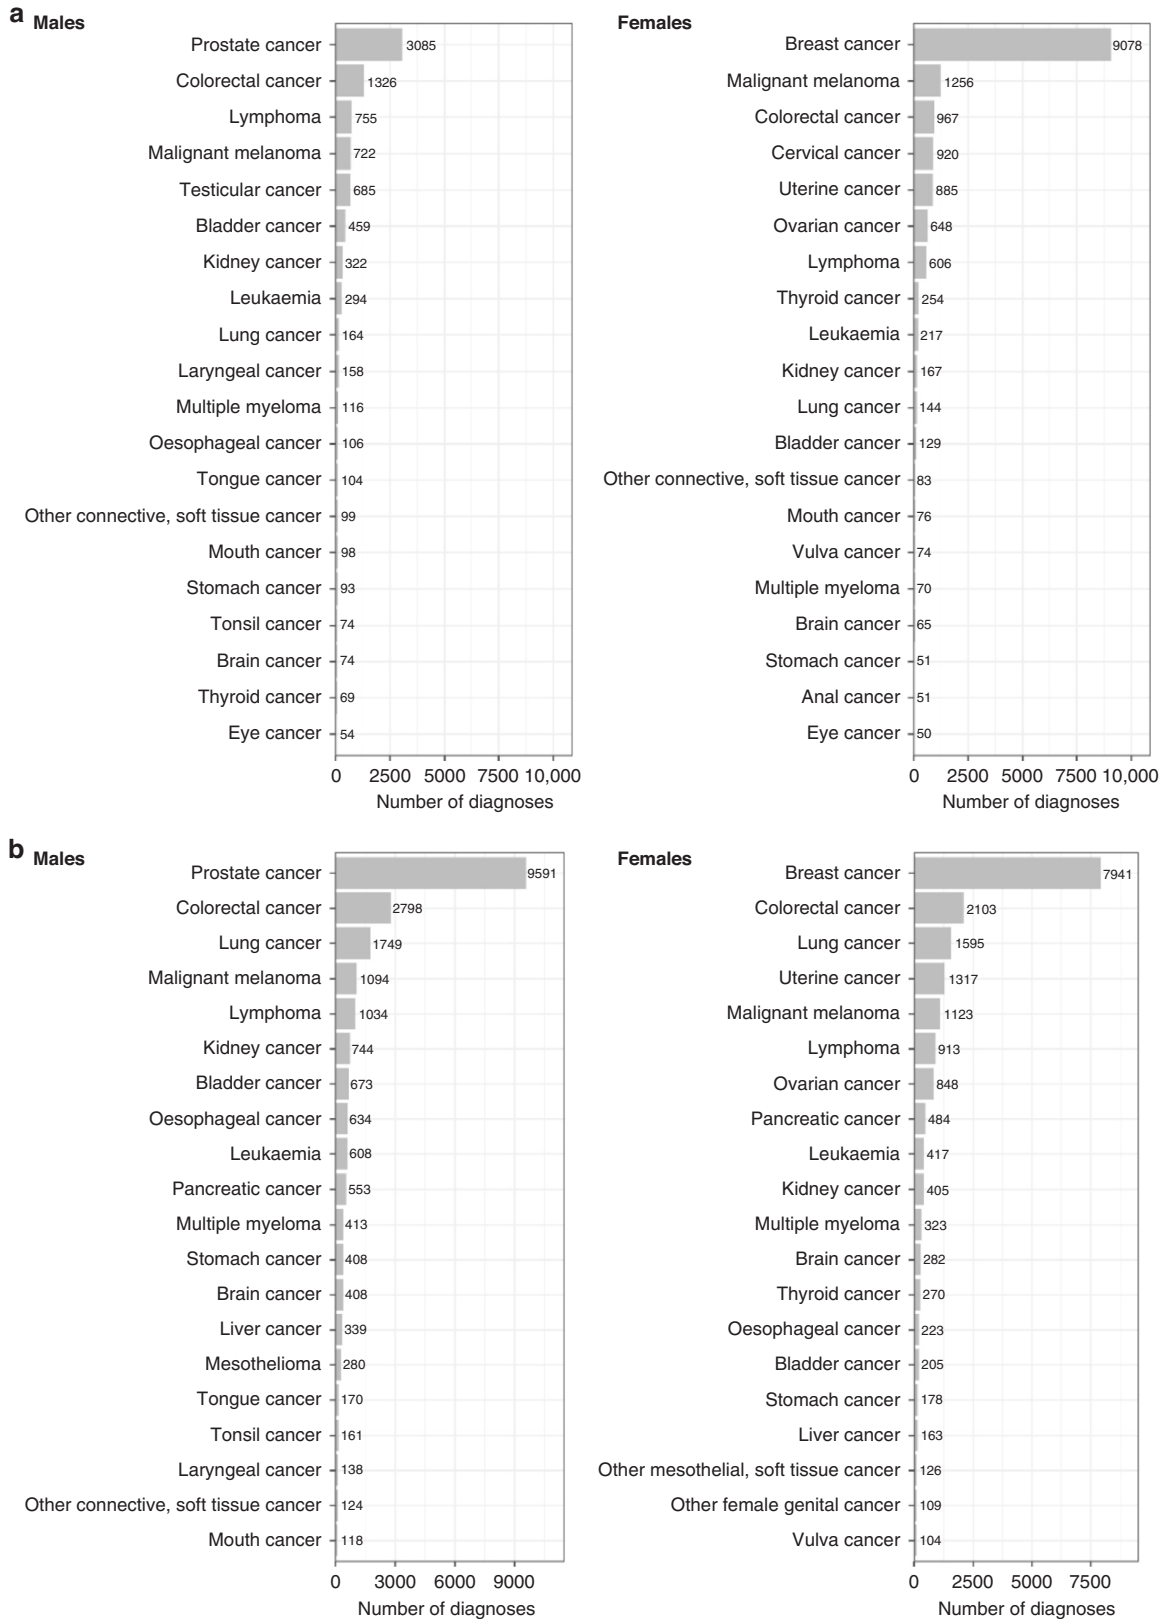 a Males
Prostate cancer 3085
Colorectal cancer 1326
Lymphoma 755
Malignant melanoma 722
Testicular cancer 685
Bladder cancer 459
Kidney cancer 322
Leukaemia 294
Lung cancer 164
Laryngeal cancer 158
Multiple myeloma 116
Oesophageal cancer 106
Tongue cancer 104
Other connective, soft tissue cancer 99
Mouth cancer 98
Stomach cancer 93
Tonsil cancer 74
Brain cancer 74
Thyroid cancer 69
Eye cancer 54
0 2500 5000 7500 10,000
Number of diagnoses
Females
Breast cancer 9078
Malignant melanoma 1256
Colorectal cancer 967
Cervical cancer 920
Uterine cancer 885
Ovarian cancer 648
Lymphoma 606
Thyroid cancer 254
Leukaemia 217
Kidney cancer 167
Lung cancer 144
Bladder cancer 129
Other connective, soft tissue cancer 83
Mouth cancer 76
Vulva cancer 74
Multiple myeloma 70
Brain cancer 65
Stomach cancer 51
Anal cancer 51
Eye cancer 50
0 2500 5000 7500 10,000
Number of diagnoses
b Males
Prostate cancer 9591
Colorectal cancer 2798
Lung cancer 1749
Malignant melanoma 1094
Lymphoma 1034
Kidney cancer 744
Bladder cancer 673
Oesophageal cancer 634
Leukaemia 608
Pancreatic cancer 553
Multiple myeloma 413
Stomach cancer 408
Brain cancer 408
Liver cancer 339
Mesothelioma 280
Tongue cancer 170
Tonsil cancer 161
Laryngeal cancer 138
Other connective, soft tissue cancer 124
Mouth cancer 118
0 3000 6000 9000
Number of diagnoses
Females
Breast cancer 7941
Colorectal cancer 2103
Lung cancer 1595
Uterine cancer 1317
Malignant melanoma 1123
Lymphoma 913
Ovarian cancer 848
Pancreatic cancer 484
Leukaemia 417
Kidney cancer 405
Multiple myeloma 323
Brain cancer 282
Thyroid cancer 270
Oesophageal cancer 223
Bladder cancer 205
Stomach cancer 178
Liver cancer 163
Other mesothelial, soft tissue cancer 126
Other female genital cancer 109
Vulva cancer 104
0 2500 5000 7500
Number of diagnoses